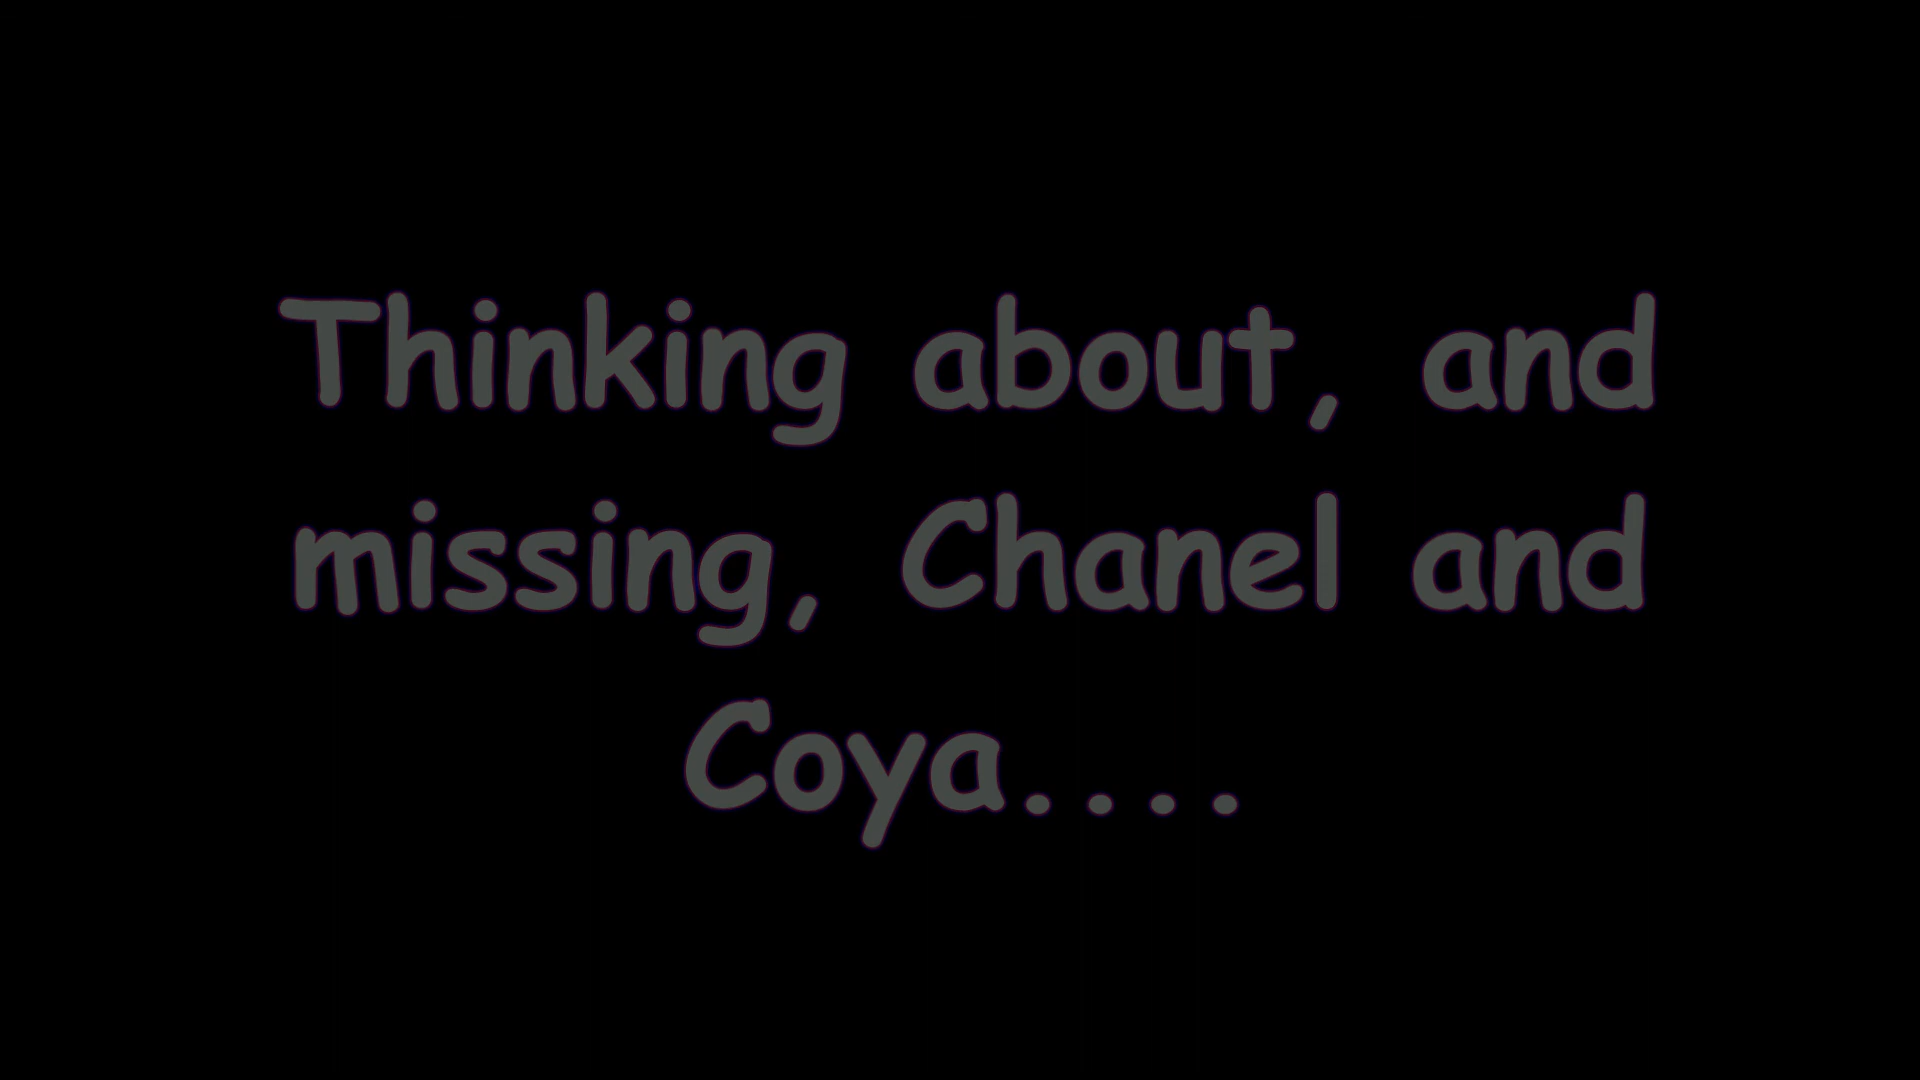 Thinking about, and
missing, Chanel and
Coya....